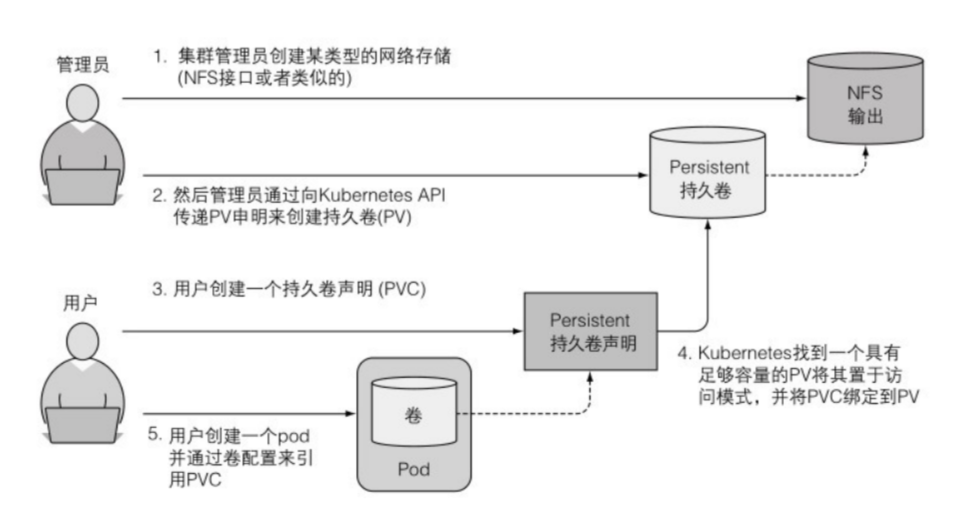 管理员
1. 集群管理员创建某类型的网络存储
(NFS接口或者类似的)
NFS
输出
Persistent
持久卷
2. 然后管理员通过向Kubernetes API
传递PV申明来创建持久卷(PV)
用户
3. 用户创建一个持久卷声明 (PVC)
Persistent
持久卷声明
4. Kubernetes找到一个具有
足够容量的PV将其置于访
问模式，并将PVC绑定到PV
卷
Pod
5. 用户创建一个pod
并通过卷配置来引
用PVC